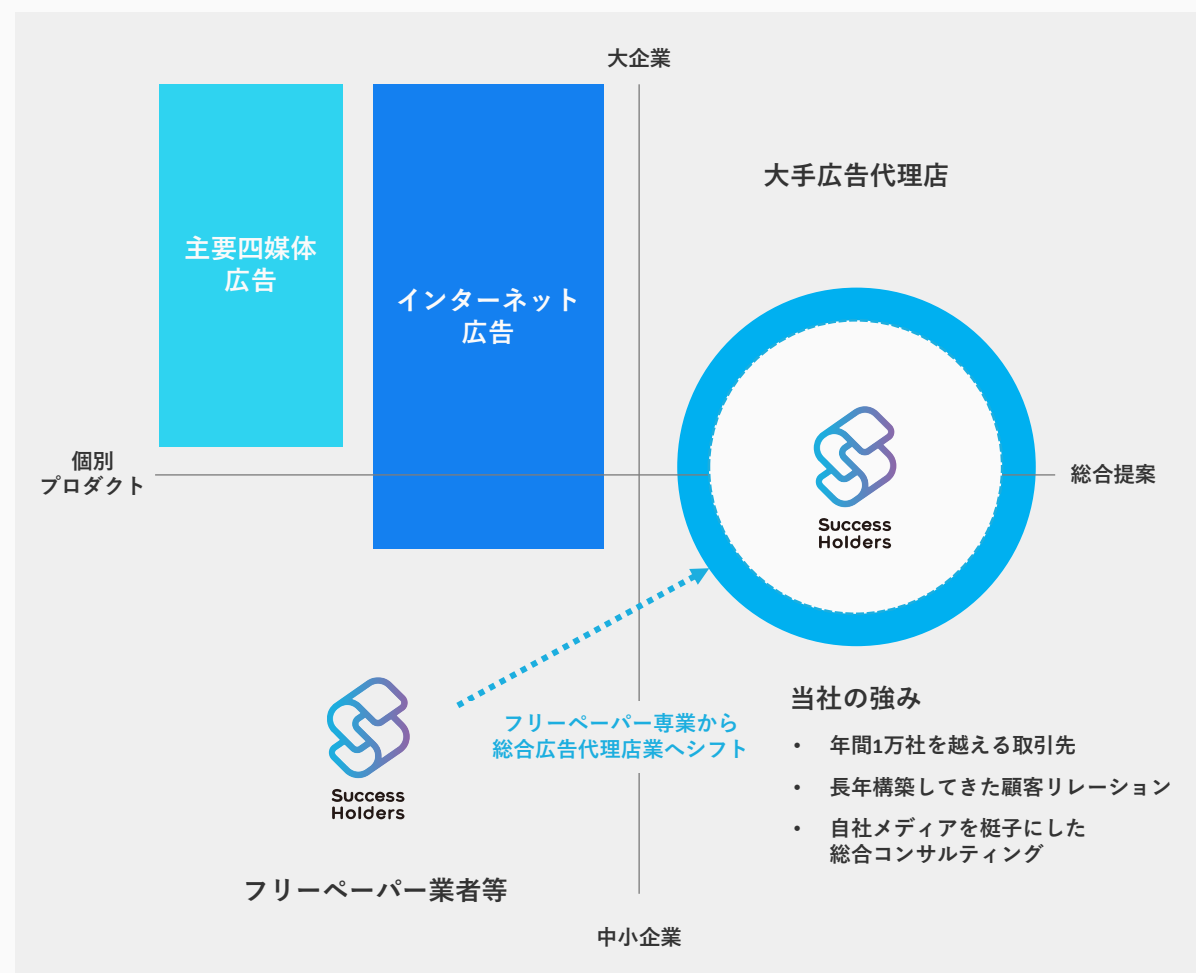 大企業
大手広告代理店
主要四媒体
広告
インターネット
広告
個別
プロダクト
総合提案
Success
Holders
フリーペーパー専業から
総合広告代理店業へシフト
Success
Holders
フリーペーパー業者等
当社の強み
• 年間1万社を越える取引先
• 長年構築してきた顧客リレーション
• 自社メディアを梃子にした
総合コンサルティング
中小企業